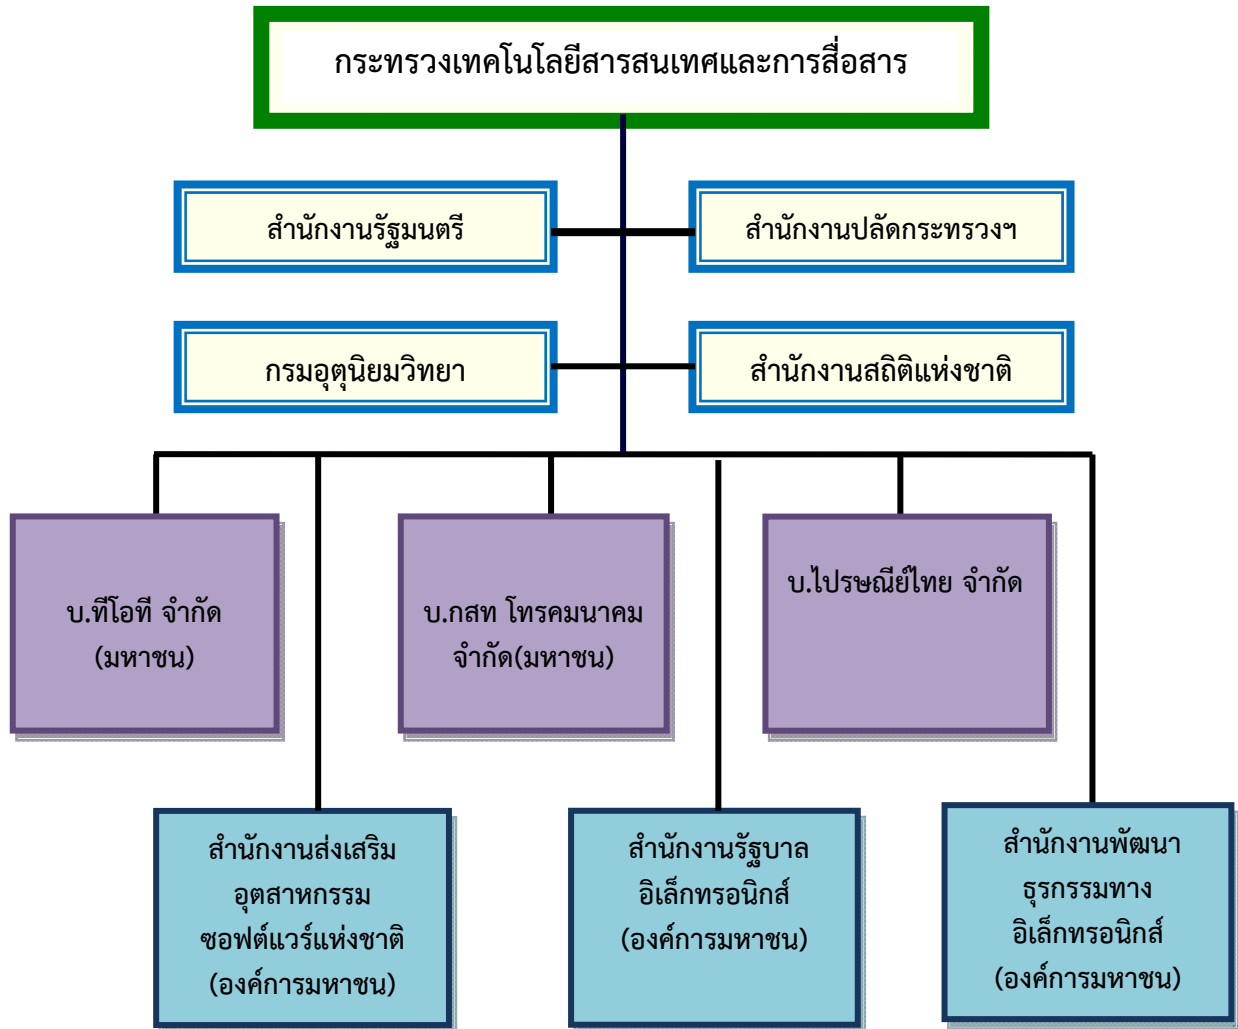 กระทรวงเทคโนโลยีสารสนเทศและการสื่อสาร
สำนักงานรัฐมนตรี
สำนักงานปลัดกระทรวงฯ
กรมอุตุนิยมวิทยา
สำนักงานสถิติแห่งชาติ
บ.ทีโอที จำกัด
(มหาชน)
บ.กสท โทรคมนาคม
จำกัด(มหาชน)
บ.ไปรษณีย์ไทย จำกัด
สำนักงานส่งเสริม
อุตสาหกรรม
ซอฟต์แวร์แห่งชาติ
(องค์การมหาชน)
สำนักงานรัฐบาล
อิเล็กทรอนิกส์
(องค์การมหาชน)
สำนักงานพัฒนา
ธุรกรรมทาง
อิเล็กทรอนิกส์
(องค์การมหาชน)